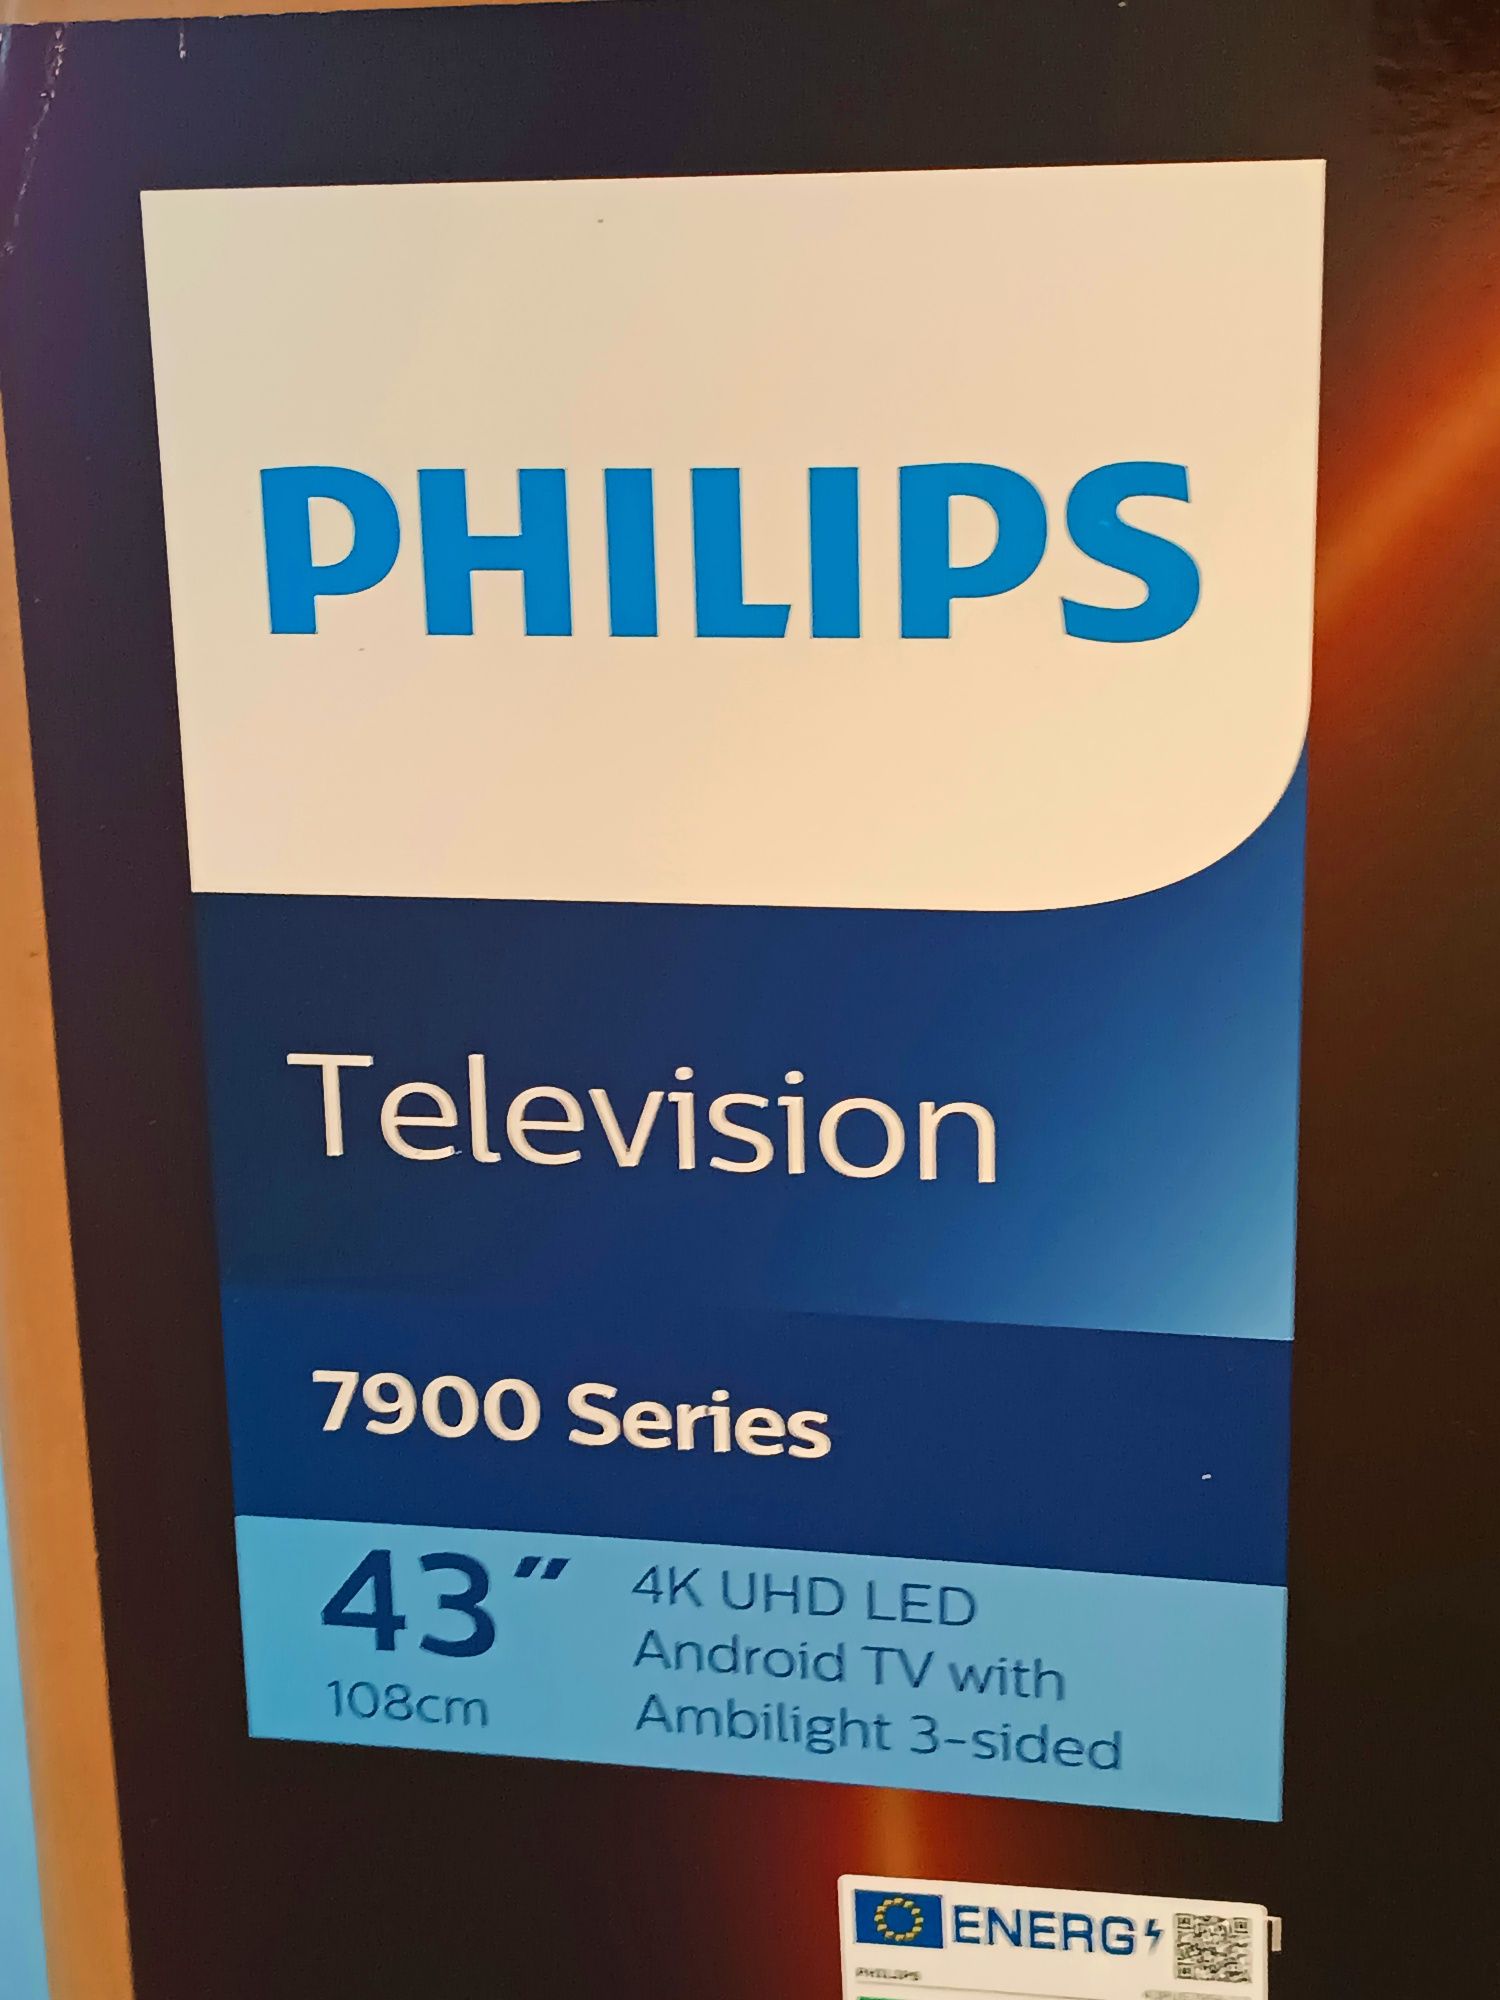 PHILIPS
Television
7900 Series
43"
108cm
4K UHD LED
Android TV with
Ambilight 3-sided
ENERG
PHILIPS